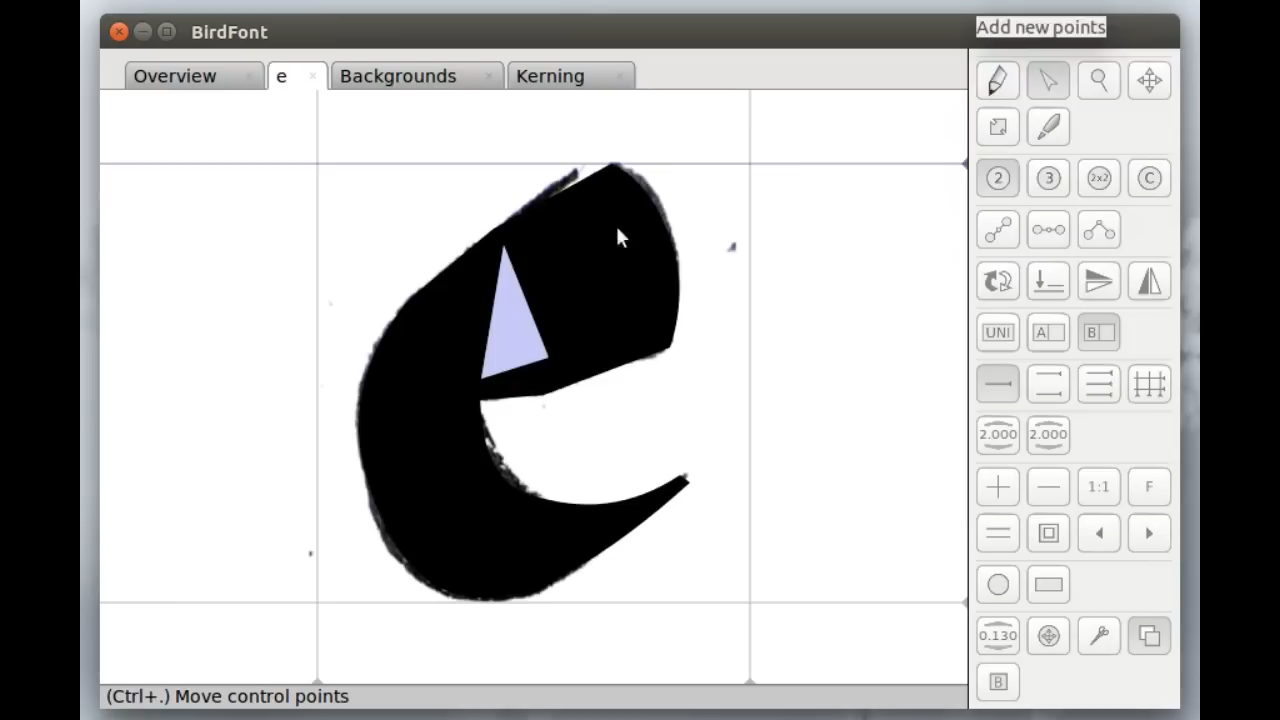 BirdFont
Add new points
Overview
e
Backgrounds
Kerning
2
3
2x2
C
UNI
A
B
2.000
2.000
1:1
F
0.130
B
(Ctrl+.) Move control points